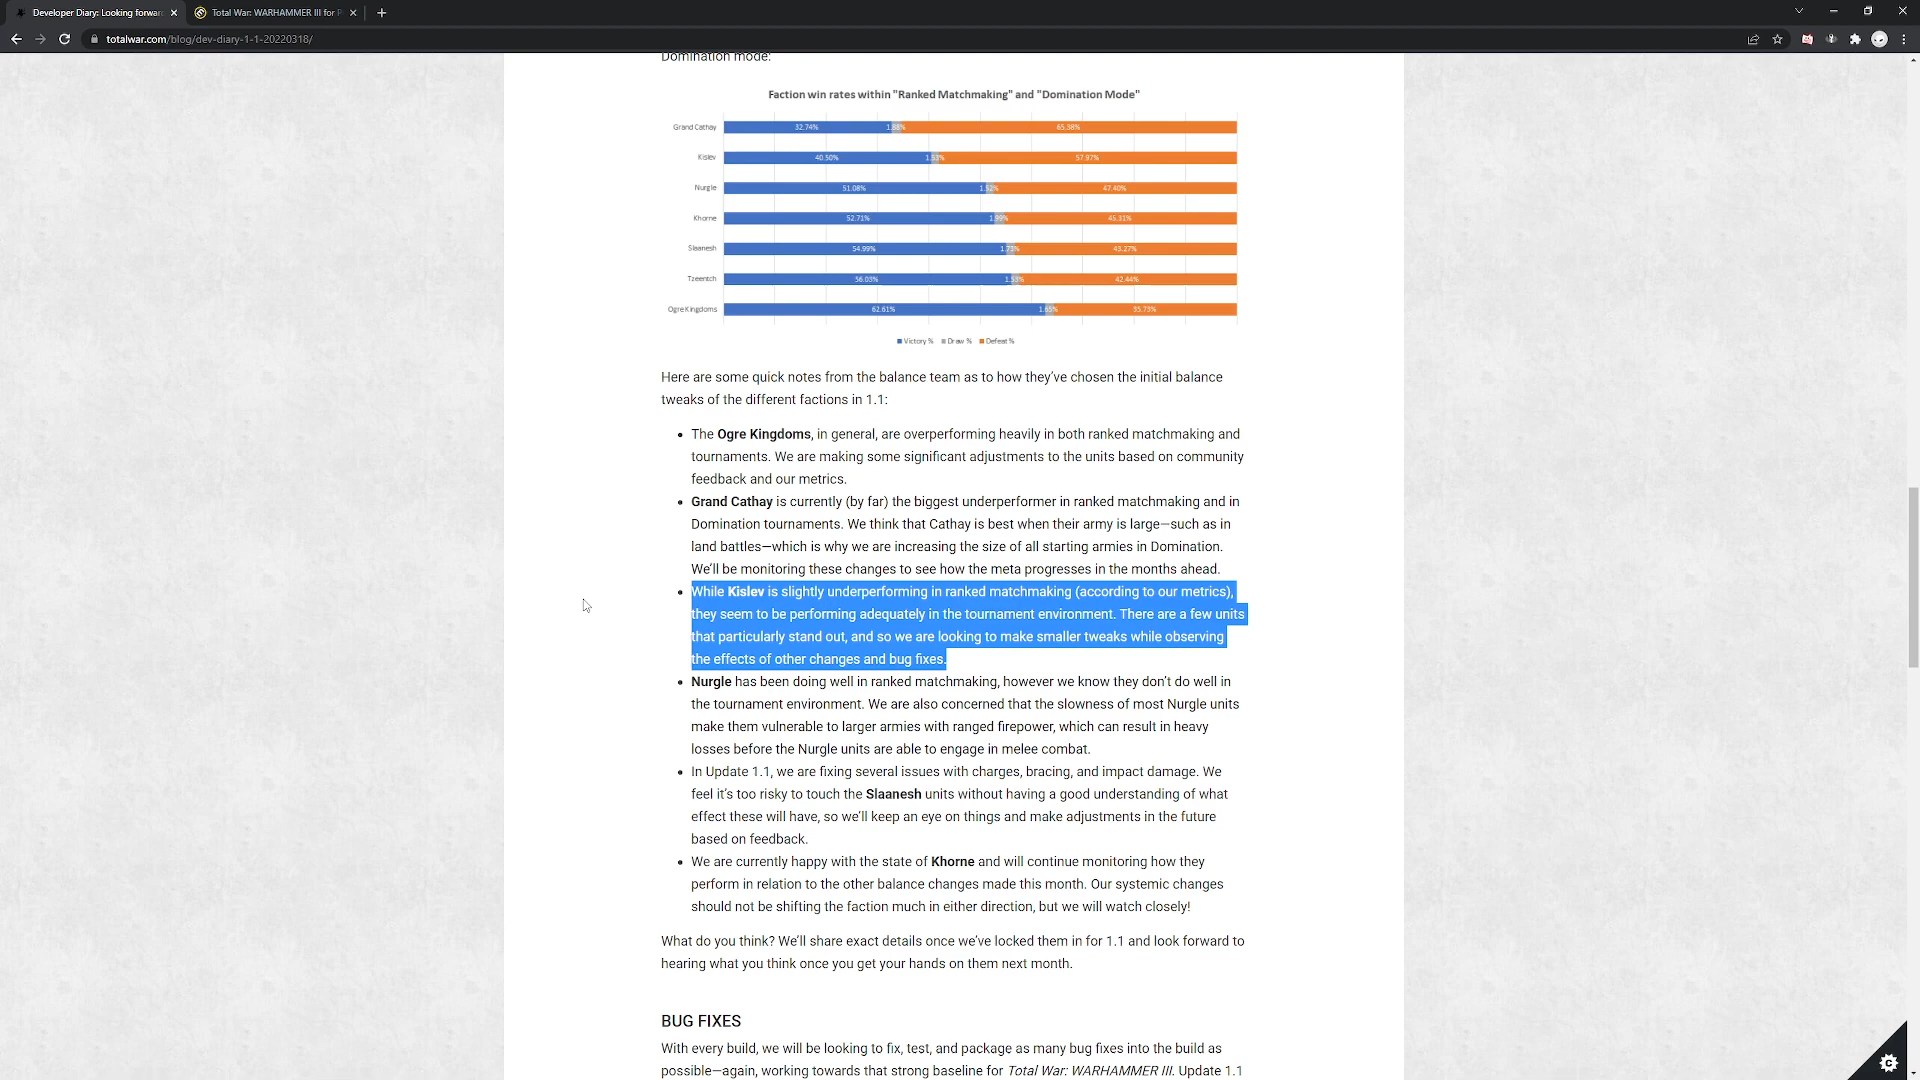 Developer Diary: Looking forwar
Total War: WARHAMMER III for P
totalwar.com/blog/dev-diary-1-1-20220318/
Domination mode:
Faction win rates within "Ranked Matchmaking" and "Domination Mode"
Grand Cathay 32.74% 1.88% 65.38%
Kislev 40.50% 1.53% 57.97%
Nurgle 51.08% 1.52% 47.40%
Khorne 52.71% 1.99% 45.31%
Slaanesh 54.99% 1.73% 43.27%
Tzeentch 56.03% 1.53% 42.44%
Ogre Kingdoms 62.61% 1.65% 35.73%
Victory % Draw % Defeat %
Here are some quick notes from the balance team as to how they've chosen the initial balance
tweaks of the different factions in 1.1:
The Ogre Kingdoms, in general, are overperforming heavily in both ranked matchmaking and
tournaments. We are making some significant adjustments to the units based on community
feedback and our metrics.
Grand Cathay is currently (by far) the biggest underperformer in ranked matchmaking and in
Domination tournaments. We think that Cathay is best when their army is large—such as in
land battles—which is why we are increasing the size of all starting armies in Domination.
We'll be monitoring these changes to see how the meta progresses in the months ahead.
While Kislev is slightly underperforming in ranked matchmaking (according to our metrics),
they seem to be performing adequately in the tournament environment. There are a few units
that particularly stand out, and so we are looking to make smaller tweaks while observing
the effects of other changes and bug fixes.
Nurgle has been doing well in ranked matchmaking, however we know they don't do well in
the tournament environment. We are also concerned that the slowness of most Nurgle units
make them vulnerable to larger armies with ranged firepower, which can result in heavy
losses before the Nurgle units are able to engage in melee combat.
In Update 1.1, we are fixing several issues with charges, bracing, and impact damage. We
feel it's too risky to touch the Slaanesh units without having a good understanding of what
effect these will have, so we'll keep an eye on things and make adjustments in the future
based on feedback.
We are currently happy with the state of Khorne and will continue monitoring how they
perform in relation to the other balance changes made this month. Our systemic changes
should not be shifting the faction much in either direction, but we will watch closely!
What do you think? We'll share exact details once we've locked them in for 1.1 and look forward to
hearing what you think once you get your hands on them next month.
BUG FIXES
With every build, we will be looking to fix, test, and package as many bug fixes into the build as
possible—again, working towards that strong baseline for Total War: WARHAMMER III. Update 1.1